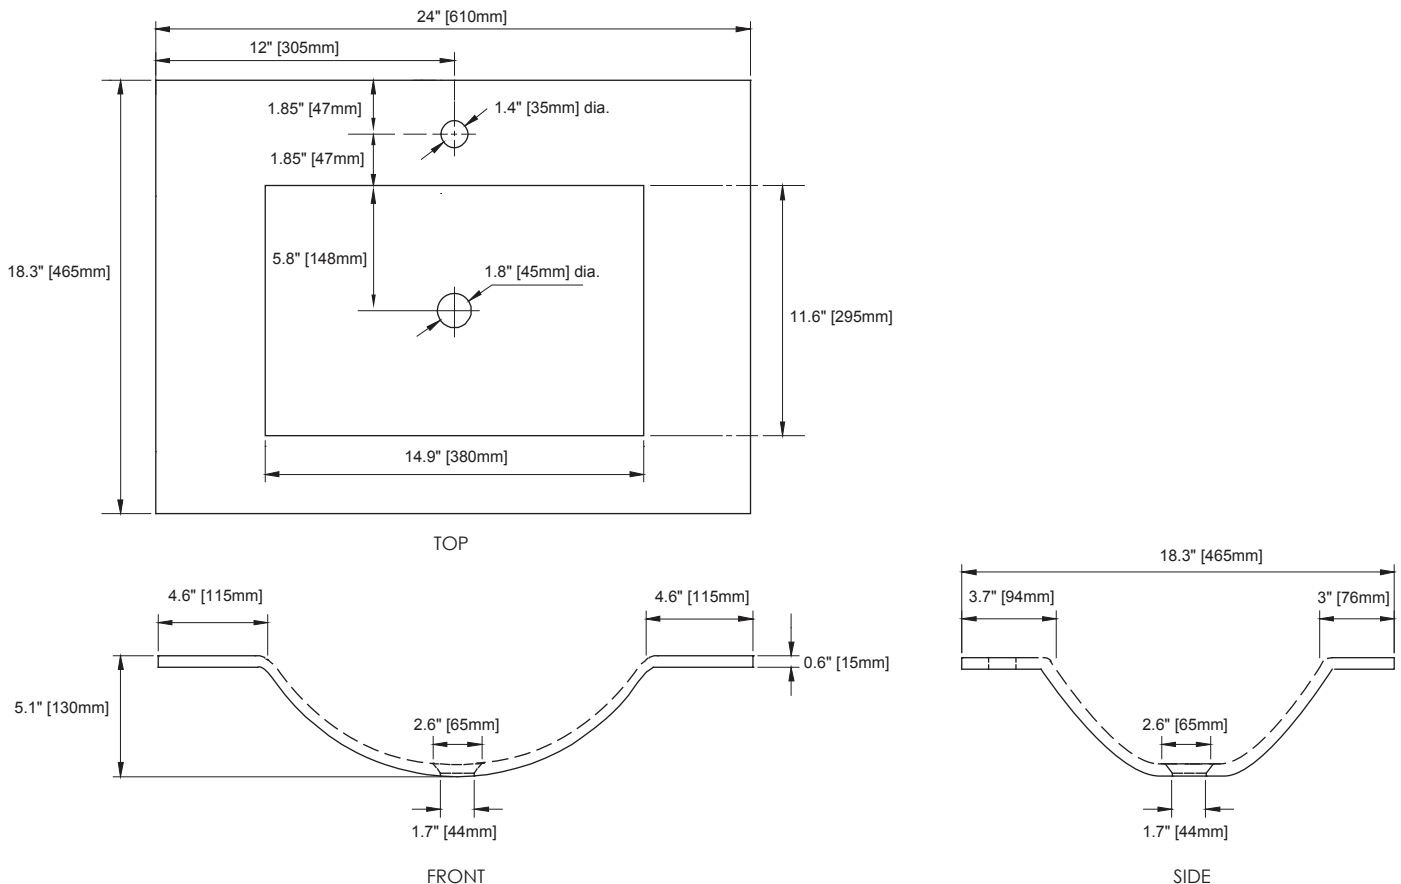 24" [610mm]
12" [305mm]
1.85" [47mm]
1.4" [35mm] dia.
1.85" [47mm]
5.8" [148mm]
18.3" [465mm]
1.8" [45mm] dia.
11.6" [295mm]
14.9" [380mm]
TOP
18.3" [465mm]
4.6" [115mm]
4.6" [115mm]
3.7" [94mm]
3" [76mm]
0.6" [15mm]
5.1" [130mm]
2.6" [65mm]
2.6" [65mm]
1.7" [44mm]
1.7" [44mm]
FRONT
SIDE